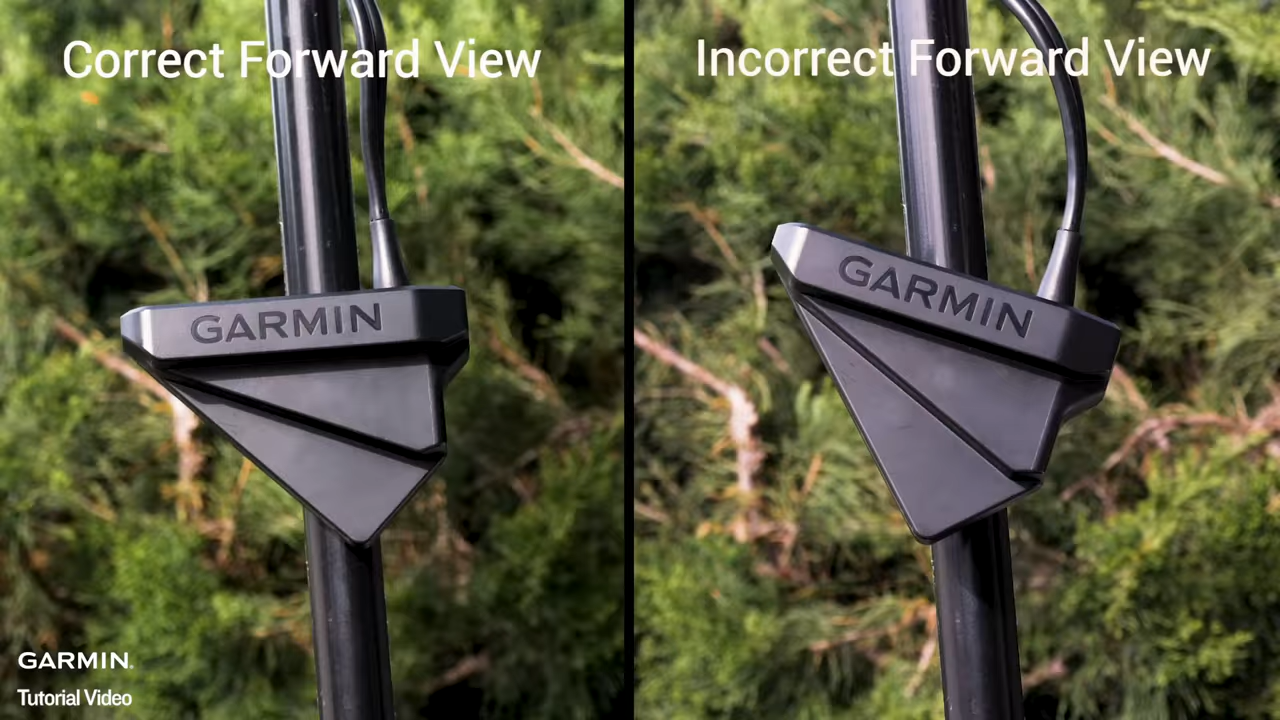 Correct Forward View
Incorrect Forward View
GARMIN
GARMIN
GARMIN.
Tutorial Video